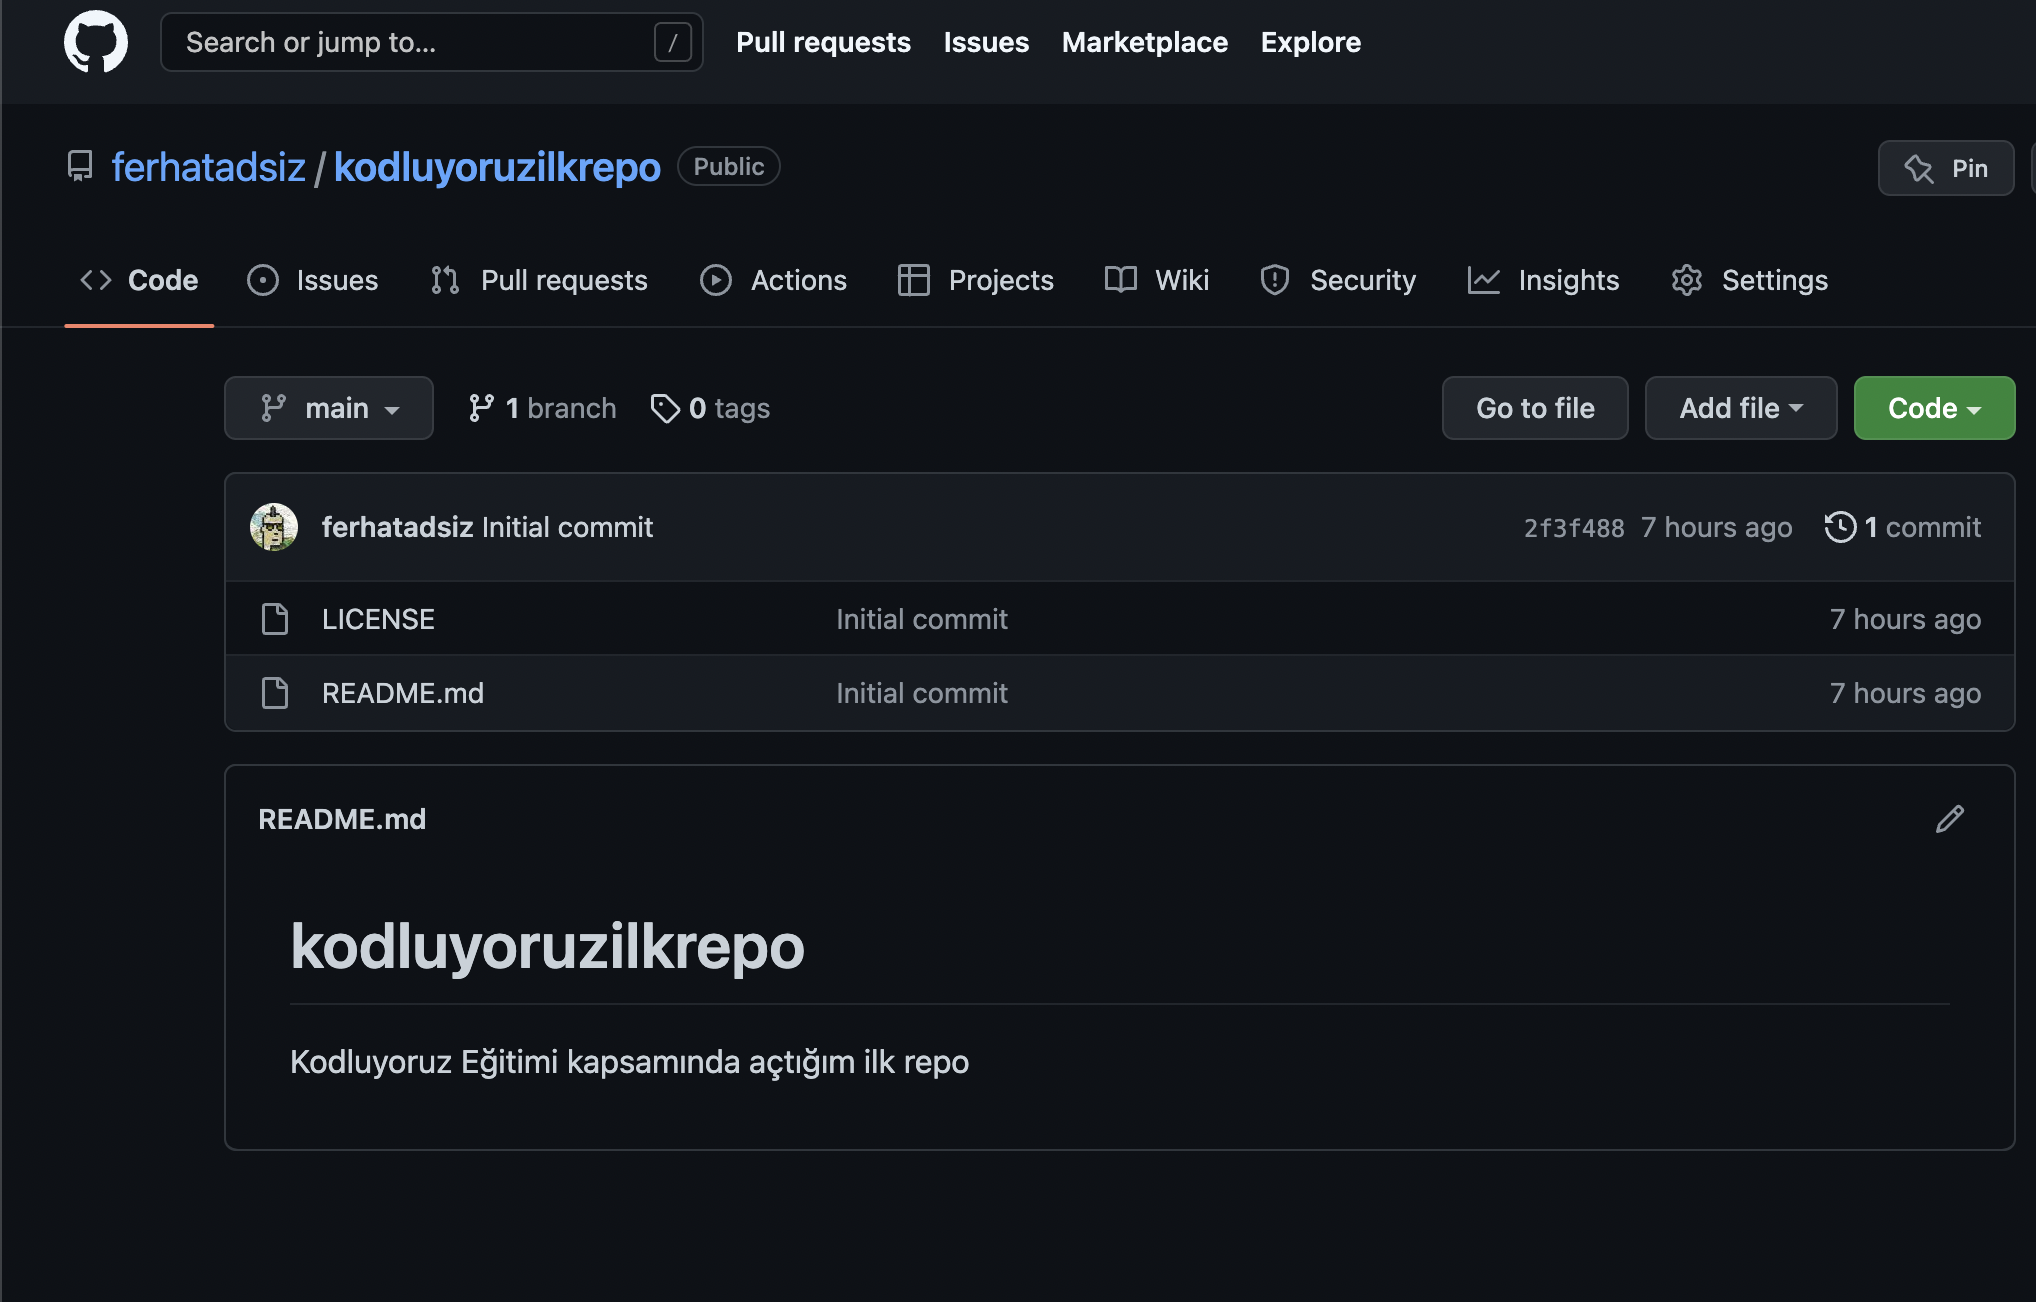 Search or jump to... / Pull requests Issues Marketplace Explore
ferhatadsiz / kodluyoruzilkrepo Public Pin
Code Issues Pull requests Actions Projects Wiki Security Insights Settings
main 1 branch 0 tags Go to file Add file Code
ferhatadsiz Initial commit 2f3f488 7 hours ago 1 commit
LICENSE Initial commit 7 hours ago
README.md Initial commit 7 hours ago
README.md
kodluyoruzilkrepo
Kodluyoruz Eğitimi kapsamında açtığım ilk repo